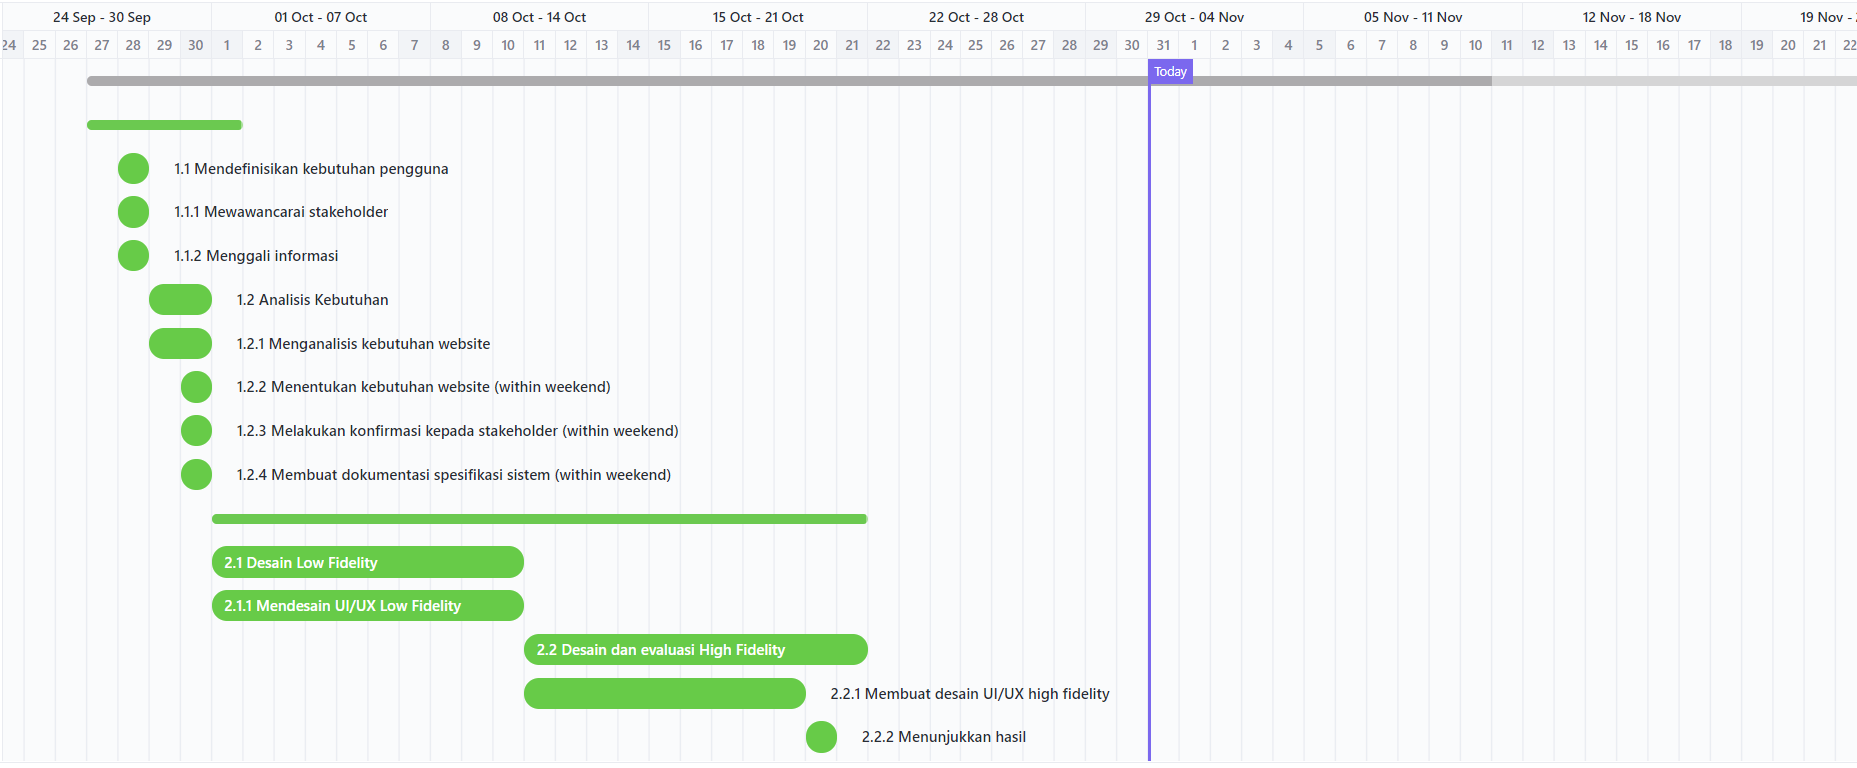 24 Sep - 30 Sep 01 Oct - 07 Oct 08 Oct - 14 Oct 15 Oct - 21 Oct 22 Oct - 28 Oct 29 Oct - 04 Nov 05 Nov - 11 Nov 12 Nov - 18 Nov 19 Nov -
24 25 26 27 28 29 30 1 2 3 4 5 6 7 8 9 10 11 12 13 14 15 16 17 18 19 20 21 22 23 24 25 26 27 28 29 30 31 1 2 3 4 5 6 7 8 9 10 11 12 13 14 15 16 17 18 19 20 21 22
Today
1.1 Mendefinisikan kebutuhan pengguna
1.1.1 Mewawancarai stakeholder
1.1.2 Menggali informasi
1.2 Analisis Kebutuhan
1.2.1 Menganalisis kebutuhan website
1.2.2 Menentukan kebutuhan website (within weekend)
1.2.3 Melakukan konfirmasi kepada stakeholder (within weekend)
1.2.4 Membuat dokumentasi spesifikasi sistem (within weekend)
2.1 Desain Low Fidelity
2.1.1 Mendesain UI/UX Low Fidelity
2.2 Desain dan evaluasi High Fidelity
2.2.1 Membuat desain UI/UX high fidelity
2.2.2 Menunjukkan hasil